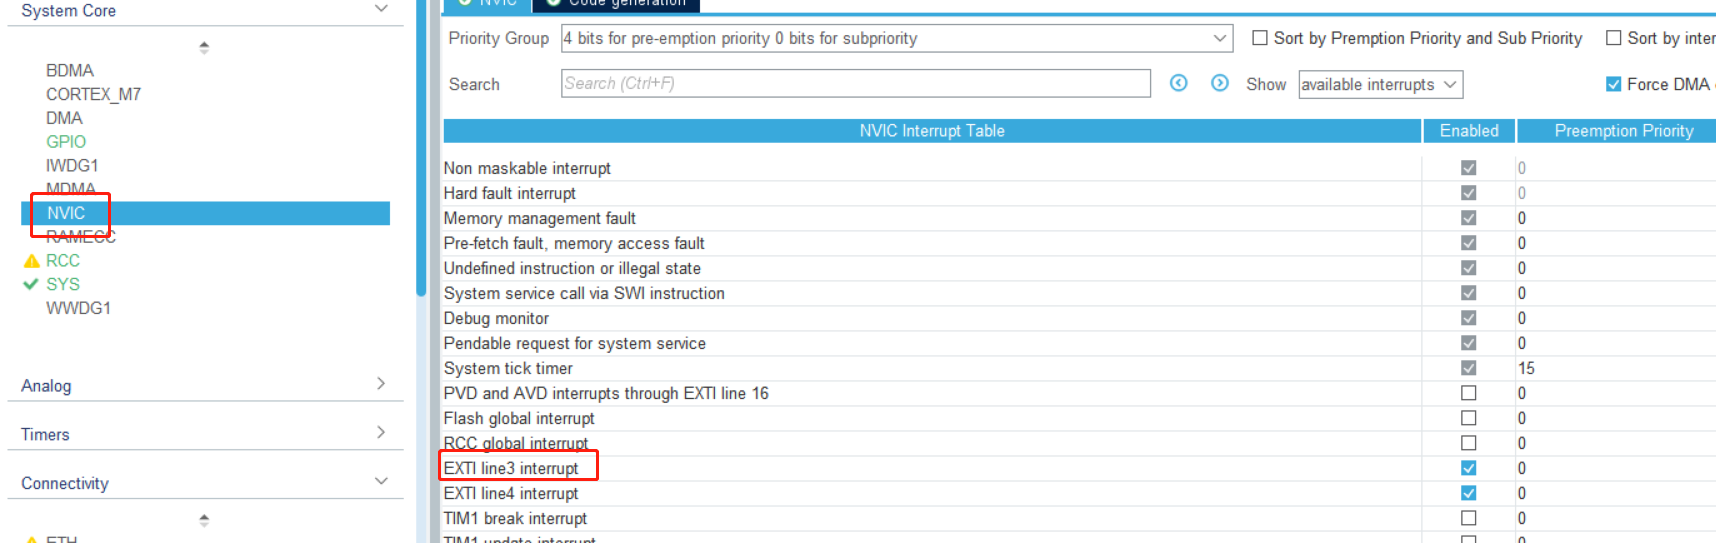 System Core
BDMA
CORTEX_M7
DMA
GPIO
IWDG1
MDMA
NVIC
RAMECC
RCC
SYS
WWDG1
Analog
Timers
Connectivity
ETH
NVIC
Code generation
Priority Group
4 bits for pre-emption priority 0 bits for subpriority
Sort by Premption Priority and Sub Priority
Sort by inter
Search
Search (Ctrl+F)
Show
available interrupts
Force DMA
NVIC Interrupt Table Enabled Preemption Priority
Non maskable interrupt 0
Hard fault interrupt 0
Memory management fault 0
Pre-fetch fault, memory access fault 0
Undefined instruction or illegal state 0
System service call via SWI instruction 0
Debug monitor 0
Pendable request for system service 0
System tick timer 15
PVD and AVD interrupts through EXTI line 16 0
Flash global interrupt 0
RCC global interrupt 0
EXTI line3 interrupt 0
EXTI line4 interrupt 0
TIM1 break interrupt 0
TIM1 update interrupt 0